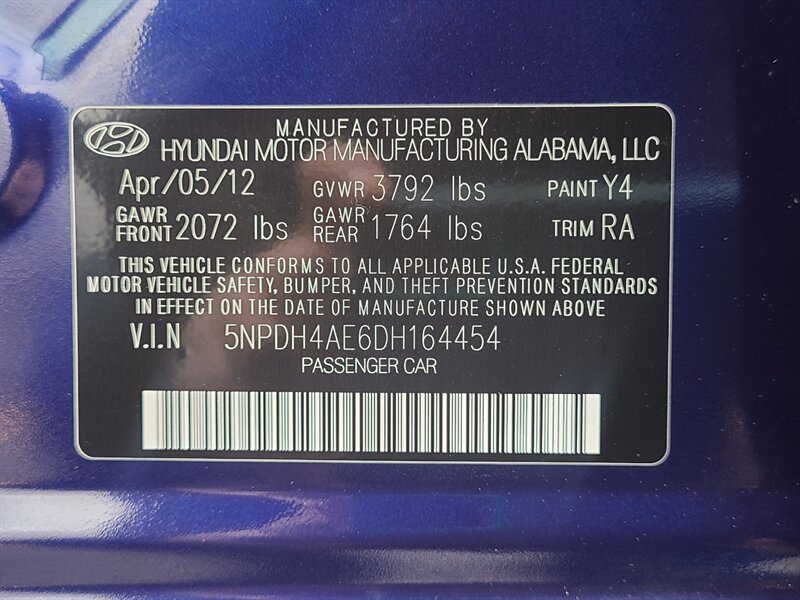 MANUFACTURED BY
HYUNDAI MOTOR MANUFACTURING ALABAMA, LLC
Apr/05/12 GVWR 3792 lbs PAINT Y4
GAWR FRONT 2072 lbs GAWR REAR 1764 lbs TRIM RA
THIS VEHICLE CONFORMS TO ALL APPLICABLE U.S.A. FEDERAL
MOTOR VEHICLE SAFETY, BUMPER, AND THEFT PREVENTION STANDARDS
IN EFFECT ON THE DATE OF MANUFACTURE SHOWN ABOVE
V.I.N 5NPDH4AE6DH164454
PASSENGER CAR